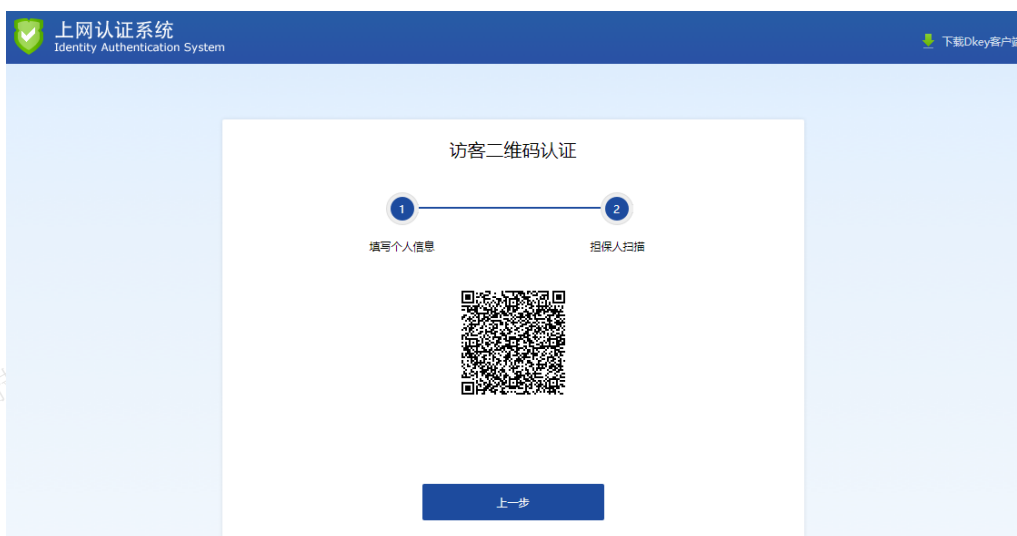 上网认证系统
Identity Authentication System
下载Dkey客户端
访客二维码认证
1
2
填写个人信息
担保人扫描
上一步